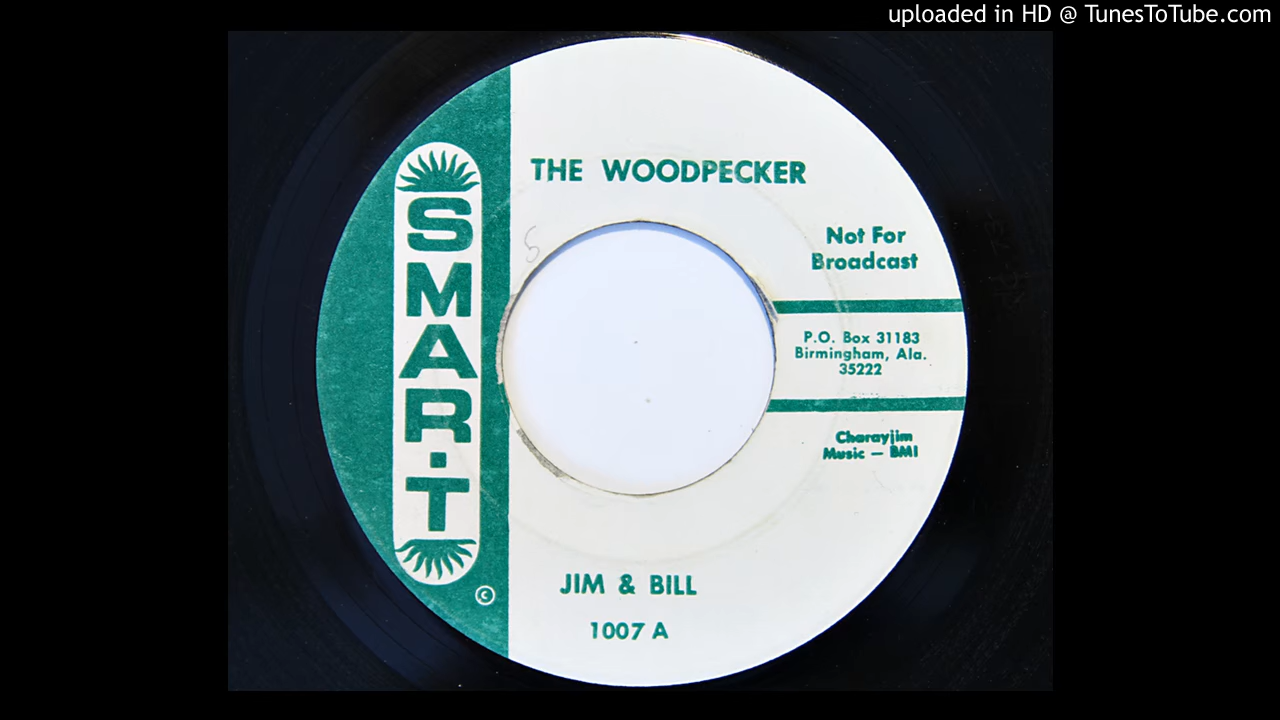 uploaded in HD @ TunesToTube.com
THE WOODPECKER
Not For
Broadcast
P.O. Box 31183
Birmingham, Ala.
35222
Charayjim
Music — BMI
SMAR•T
©
JIM & BILL
1007 A
S